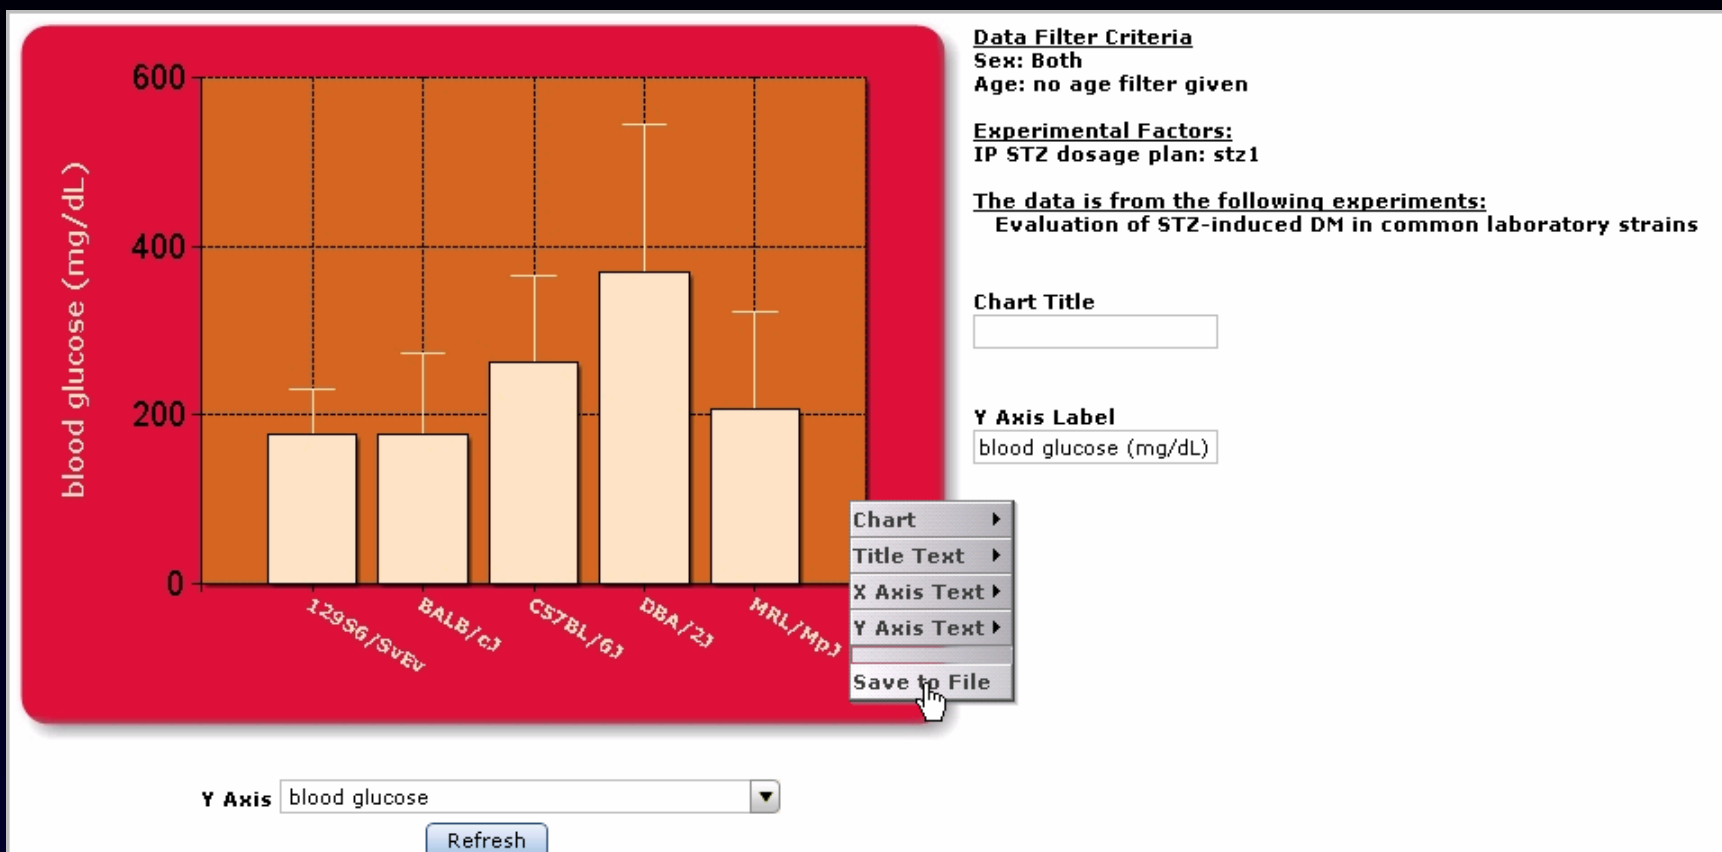 600
400
200
0
blood glucose (mg/dL)
129S6/SvEv
BALB/cJ
C57BL/6J
DBA/2J
MRL/MpJ
Data Filter Criteria
Sex: Both
Age: no age filter given
Experimental Factors:
IP STZ dosage plan: stz1
The data is from the following experiments:
Evaluation of STZ-induced DM in common laboratory strains
Chart Title
Y Axis Label
blood glucose (mg/dL)
Chart
Title Text
X Axis Text
Y Axis Text
Save to File
Y Axis blood glucose
Refresh